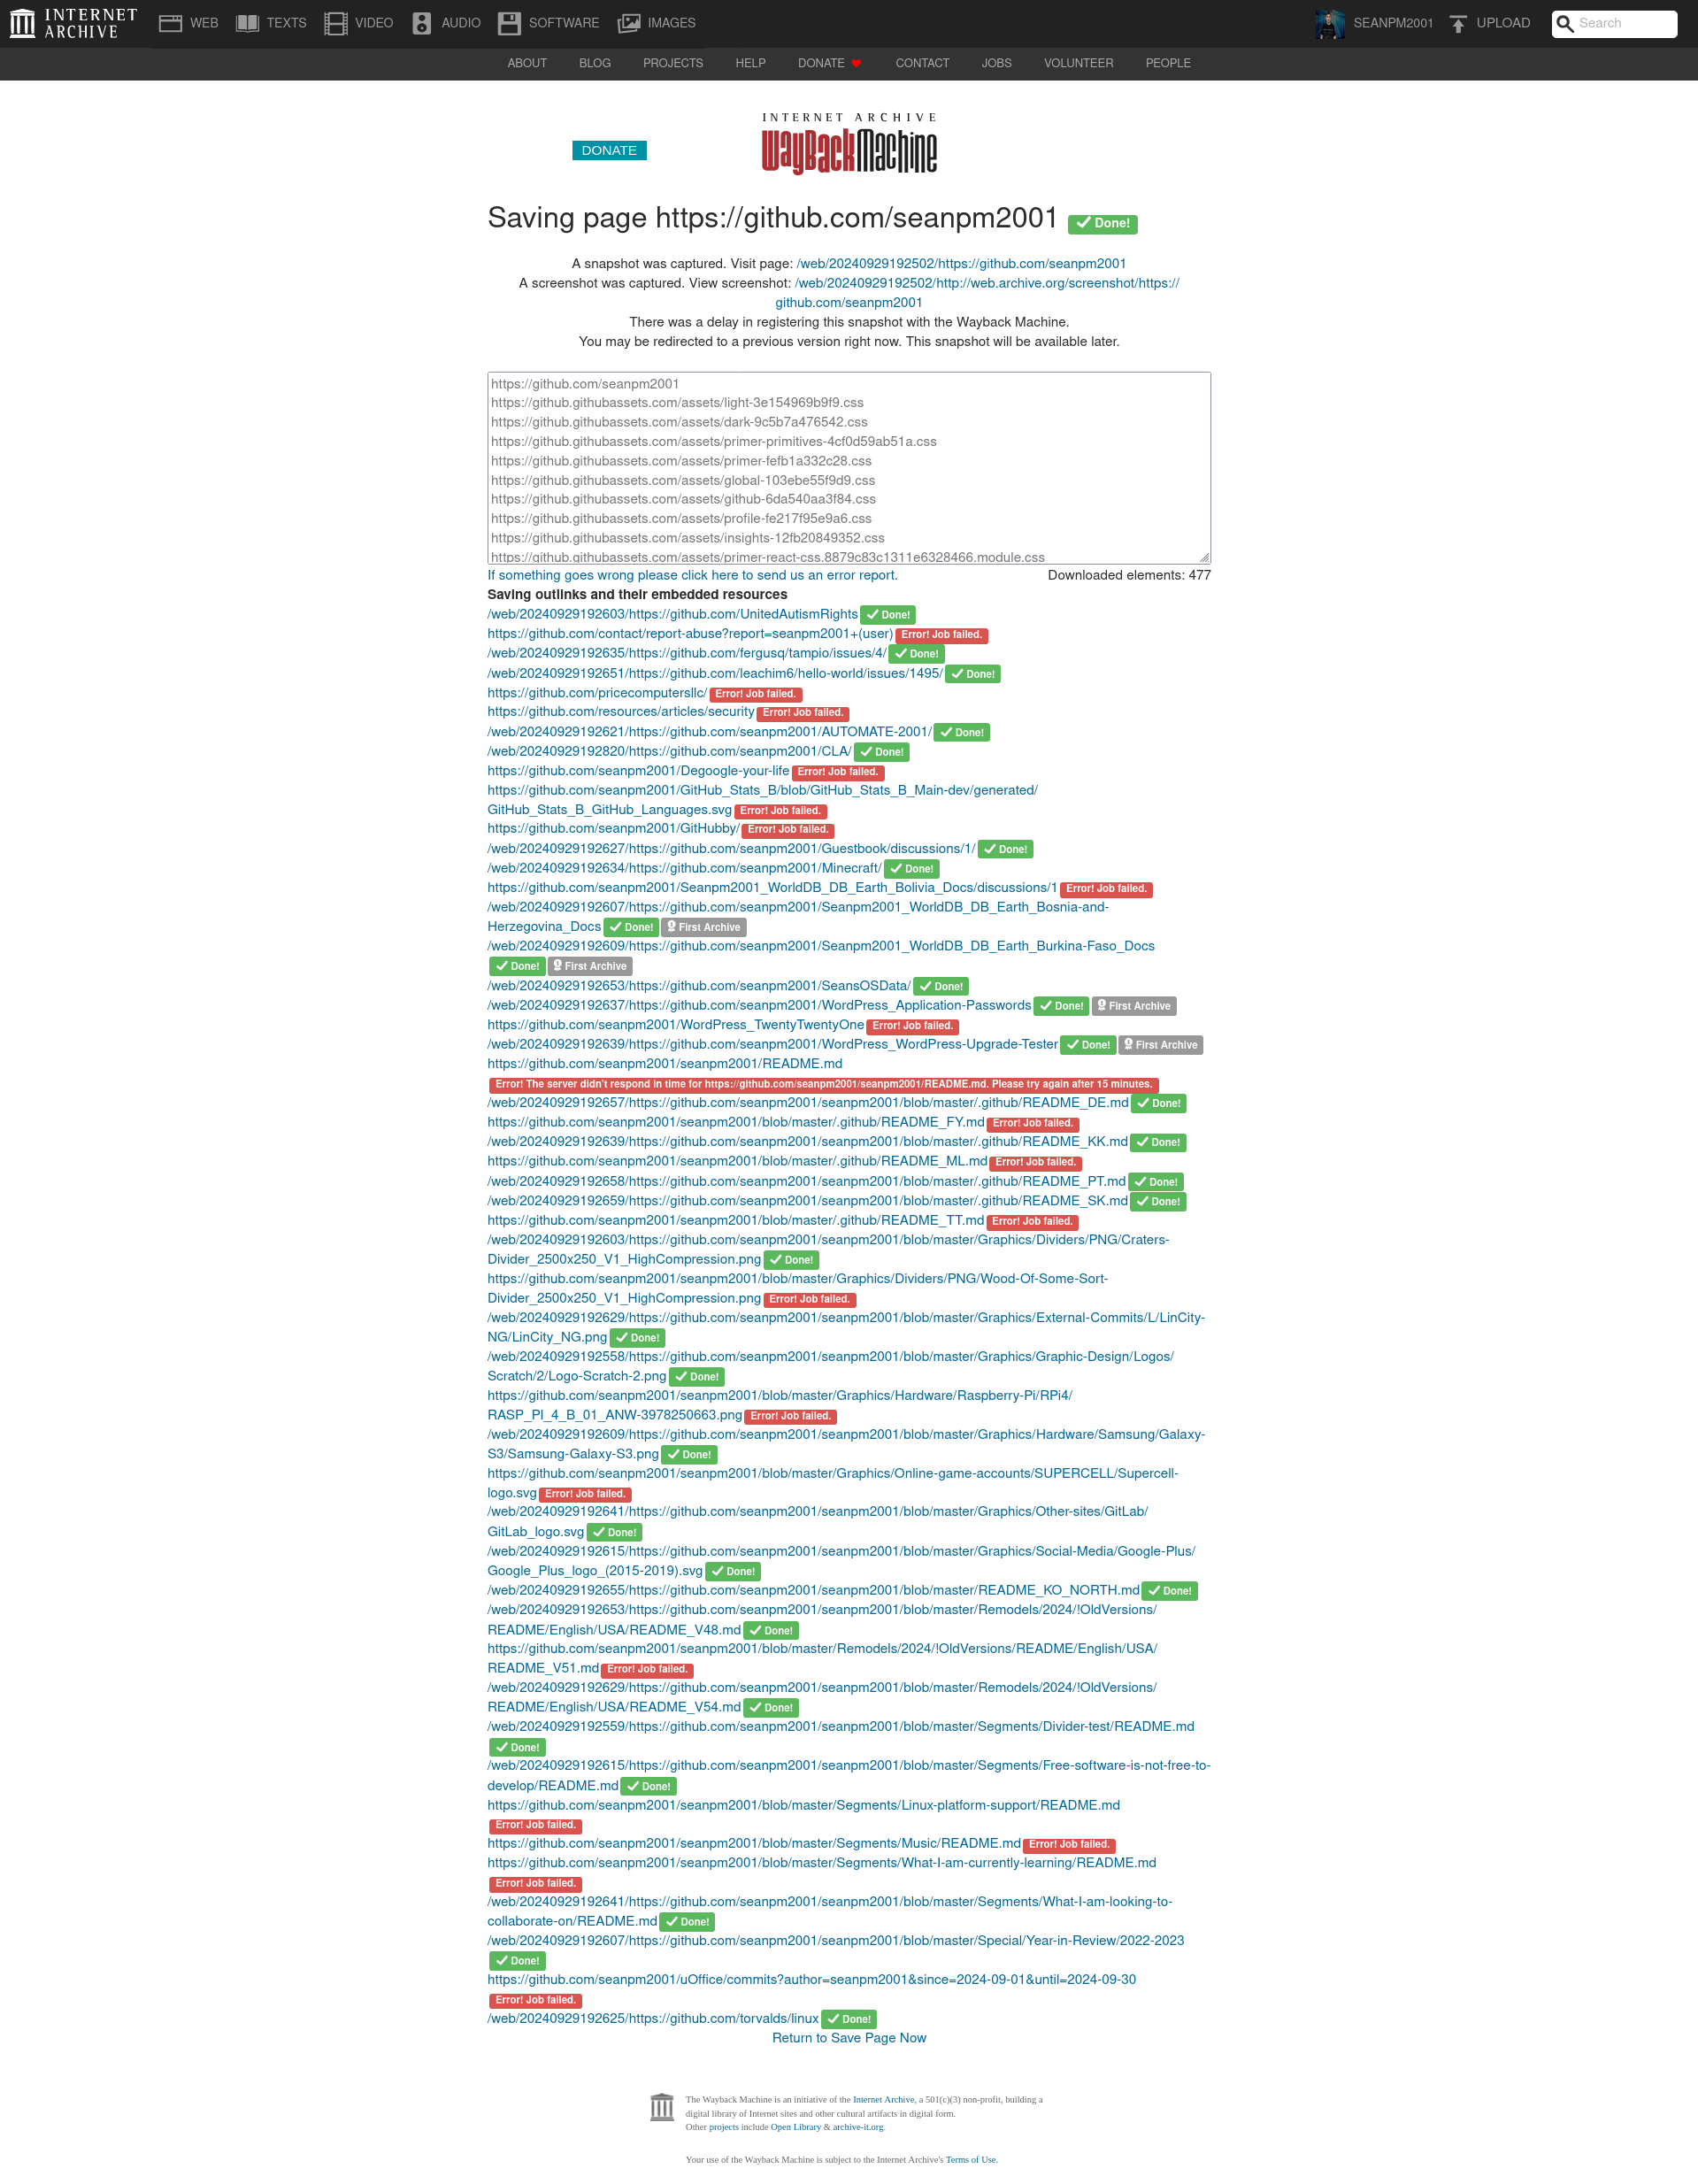 INTERNET ARCHIVE WEB TEXTS VIDEO AUDIO SOFTWARE IMAGES SEANPM2001 UPLOAD Search
ABOUT BLOG PROJECTS HELP DONATE CONTACT JOBS VOLUNTEER PEOPLE
INTERNET ARCHIVE
DONATE WayBackMachine
Saving page https://github.com/seanpm2001 Done!
A snapshot was captured. Visit page: /web/20240929192502/https://github.com/seanpm2001
A screenshot was captured. View screenshot: /web/20240929192502/http://web.archive.org/screenshot/https://
github.com/seanpm2001
There was a delay in registering this snapshot with the Wayback Machine.
You may be redirected to a previous version right now. This snapshot will be available later.
https://github.com/seanpm2001
https://github.githubassets.com/assets/light-3e154969b9f9.css
https://github.githubassets.com/assets/dark-9c5b7a476542.css
https://github.githubassets.com/assets/primer-primitives-4cf0d59ab51a.css
https://github.githubassets.com/assets/primer-fefb1a332c28.css
https://github.githubassets.com/assets/global-103ebe55f9d9.css
https://github.githubassets.com/assets/github-6da540aa3f84.css
https://github.githubassets.com/assets/profile-fe217f95e9a6.css
https://github.githubassets.com/assets/insights-12fb20849352.css
https://github.githubassets.com/assets/primer-react-css.8879c83c1311e6328466.module.css
If something goes wrong please click here to send us an error report. Downloaded elements: 477
Saving outlinks and their embedded resources
/web/20240929192603/https://github.com/UnitedAutismRights Done!
https://github.com/contact/report-abuse?report=seanpm2001+(user) Error! Job failed.
/web/20240929192635/https://github.com/fergusq/tampio/issues/4/ Done!
/web/20240929192651/https://github.com/leachim6/hello-world/issues/1495/ Done!
https://github.com/pricecomputersllc/ Error! Job failed.
https://github.com/resources/articles/security Error! Job failed.
/web/20240929192621/https://github.com/seanpm2001/AUTOMATE-2001/ Done!
/web/20240929192820/https://github.com/seanpm2001/CLA/ Done!
https://github.com/seanpm2001/Degoogle-your-life Error! Job failed.
https://github.com/seanpm2001/GitHub_Stats_B/blob/GitHub_Stats_B_Main-dev/generated/
GitHub_Stats_B_GitHub_Languages.svg Error! Job failed.
https://github.com/seanpm2001/GitHubby/ Error! Job failed.
/web/20240929192627/https://github.com/seanpm2001/Guestbook/discussions/1/ Done!
/web/20240929192634/https://github.com/seanpm2001/Minecraft/ Done!
https://github.com/seanpm2001/Seanpm2001_WorldDB_DB_Earth_Bolivia_Docs/discussions/1 Error! Job failed.
/web/20240929192607/https://github.com/seanpm2001/Seanpm2001_WorldDB_DB_Earth_Bosnia-and-
Herzegovina_Docs Done! First Archive
/web/20240929192609/https://github.com/seanpm2001/Seanpm2001_WorldDB_DB_Earth_Burkina-Faso_Docs
Done! First Archive
/web/20240929192653/https://github.com/seanpm2001/SeansOSData/ Done!
/web/20240929192637/https://github.com/seanpm2001/WordPress_Application-Passwords Done! First Archive
https://github.com/seanpm2001/WordPress_TwentyTwentyOne Error! Job failed.
/web/20240929192639/https://github.com/seanpm2001/WordPress_WordPress-Upgrade-Tester Done! First Archive
https://github.com/seanpm2001/seanpm2001/README.md
Error! The server didn't respond in time for https://github.com/seanpm2001/seanpm2001/README.md. Please try again after 15 minutes.
/web/20240929192657/https://github.com/seanpm2001/seanpm2001/blob/master/.github/README_DE.md Done!
https://github.com/seanpm2001/seanpm2001/blob/master/.github/README_FY.md Error! Job failed.
/web/20240929192639/https://github.com/seanpm2001/seanpm2001/blob/master/.github/README_KK.md Done!
https://github.com/seanpm2001/seanpm2001/blob/master/.github/README_ML.md Error! Job failed.
/web/20240929192658/https://github.com/seanpm2001/seanpm2001/blob/master/.github/README_PT.md Done!
/web/20240929192659/https://github.com/seanpm2001/seanpm2001/blob/master/.github/README_SK.md Done!
https://github.com/seanpm2001/seanpm2001/blob/master/.github/README_TT.md Error! Job failed.
/web/20240929192603/https://github.com/seanpm2001/seanpm2001/blob/master/Graphics/Dividers/PNG/Craters-
Divider_2500x250_V1_HighCompression.png Done!
https://github.com/seanpm2001/seanpm2001/blob/master/Graphics/Dividers/PNG/Wood-Of-Some-Sort-
Divider_2500x250_V1_HighCompression.png Error! Job failed.
/web/20240929192629/https://github.com/seanpm2001/seanpm2001/blob/master/Graphics/External-Commits/L/LinCity-
NG/LinCity_NG.png Done!
/web/20240929192558/https://github.com/seanpm2001/seanpm2001/blob/master/Graphics/Graphic-Design/Logos/
Scratch/2/Logo-Scratch-2.png Done!
https://github.com/seanpm2001/seanpm2001/blob/master/Graphics/Hardware/Raspberry-Pi/RPi4/
RASP_PI_4_B_01_ANW-3978250663.png Error! Job failed.
/web/20240929192609/https://github.com/seanpm2001/seanpm2001/blob/master/Graphics/Hardware/Samsung/Galaxy-
S3/Samsung-Galaxy-S3.png Done!
https://github.com/seanpm2001/seanpm2001/blob/master/Graphics/Online-game-accounts/SUPERCELL/Supercell-
logo.svg Error! Job failed.
/web/20240929192641/https://github.com/seanpm2001/seanpm2001/blob/master/Graphics/Other-sites/GitLab/
GitLab_logo.svg Done!
/web/20240929192615/https://github.com/seanpm2001/seanpm2001/blob/master/Graphics/Social-Media/Google-Plus/
Google_Plus_logo_(2015-2019).svg Done!
/web/20240929192655/https://github.com/seanpm2001/seanpm2001/blob/master/README_KO_NORTH.md Done!
/web/20240929192653/https://github.com/seanpm2001/seanpm2001/blob/master/Remodels/2024/!OldVersions/
README/English/USA/README_V48.md Done!
https://github.com/seanpm2001/seanpm2001/blob/master/Remodels/2024/!OldVersions/README/English/USA/
README_V51.md Error! Job failed.
/web/20240929192629/https://github.com/seanpm2001/seanpm2001/blob/master/Remodels/2024/!OldVersions/
README/English/USA/README_V54.md Done!
/web/20240929192559/https://github.com/seanpm2001/seanpm2001/blob/master/Segments/Divider-test/README.md
Done!
/web/20240929192615/https://github.com/seanpm2001/seanpm2001/blob/master/Segments/Free-software-is-not-free-to-
develop/README.md Done!
https://github.com/seanpm2001/seanpm2001/blob/master/Segments/Linux-platform-support/README.md
Error! Job failed.
https://github.com/seanpm2001/seanpm2001/blob/master/Segments/Music/README.md Error! Job failed.
https://github.com/seanpm2001/seanpm2001/blob/master/Segments/What-I-am-currently-learning/README.md
Error! Job failed.
/web/20240929192641/https://github.com/seanpm2001/seanpm2001/blob/master/Segments/What-I-am-looking-to-
collaborate-on/README.md Done!
/web/20240929192607/https://github.com/seanpm2001/seanpm2001/blob/master/Special/Year-in-Review/2022-2023
Done!
https://github.com/seanpm2001/uOffice/commits?author=seanpm2001&since=2024-09-01&until=2024-09-30
Error! Job failed.
/web/20240929192625/https://github.com/torvalds/linux Done!
Return to Save Page Now
The Wayback Machine is an initiative of the Internet Archive, a 501(c)(3) non-profit, building a
digital library of Internet sites and other cultural artifacts in digital form.
Other projects include Open Library & archive-it.org.
Your use of the Wayback Machine is subject to the Internet Archive's Terms of Use.